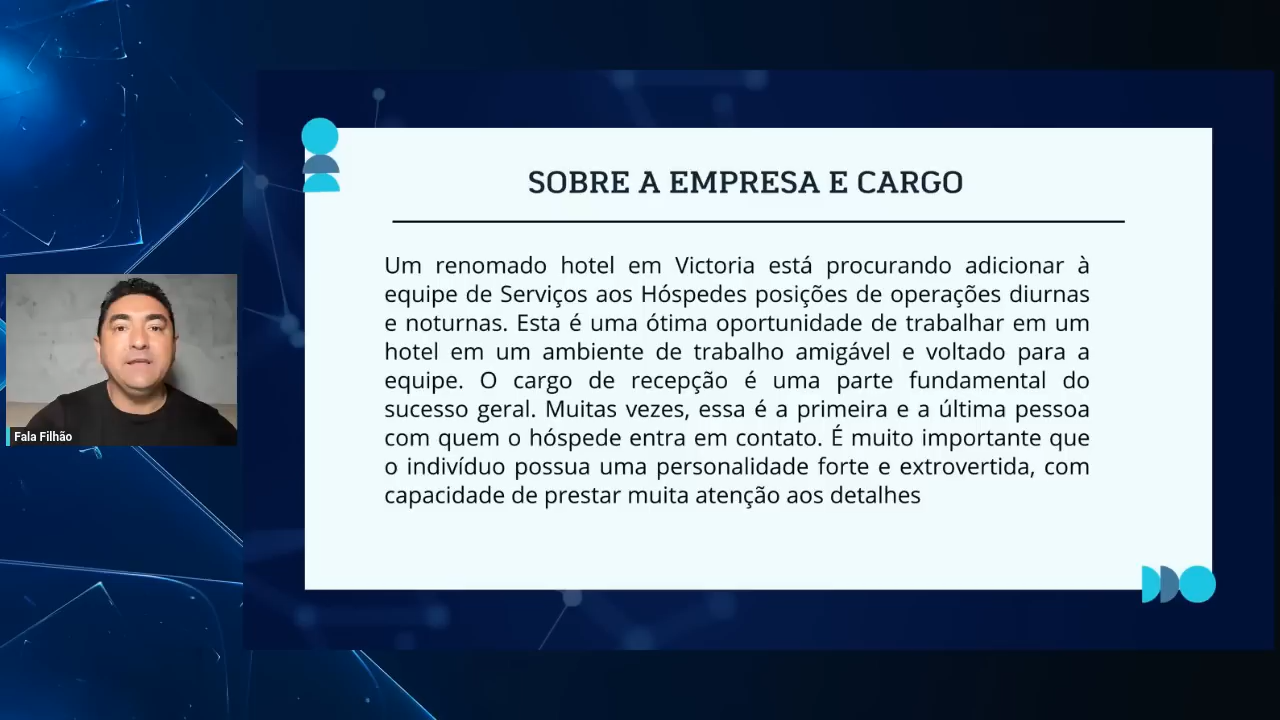 SOBRE A EMPRESA E CARGO
Um renomado hotel em Victoria está procurando adicionar à
equipe de Serviços aos Hóspedes posições de operações diurnas
e noturnas. Esta é uma ótima oportunidade de trabalhar em um
hotel em um ambiente de trabalho amigável e voltado para a
equipe. O cargo de recepção é uma parte fundamental do
sucesso geral. Muitas vezes, essa é a primeira e a última pessoa
com quem o hóspede entra em contato. É muito importante que
o indivíduo possua uma personalidade forte e extrovertida, com
capacidade de prestar muita atenção aos detalhes
Fala Filhão